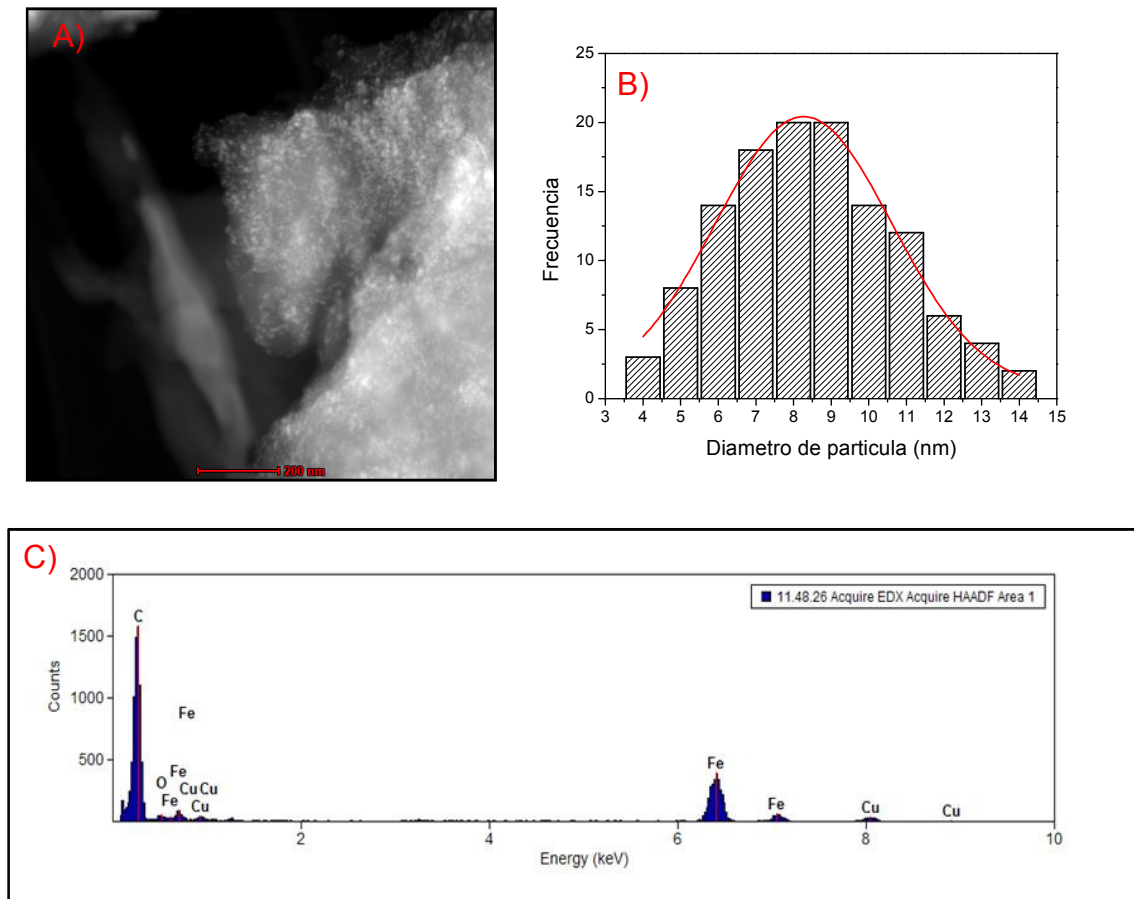 A)
200 nm
B)
25
20
15
10
5
0
Frecuencia
3 4 5 6 7 8 9 10 11 12 13 14 15
Diametro de particula (nm)
C)
2000
1500
1000
500
Counts
11.48.26 Acquire EDX Acquire HAADF Area 1
C
Fe
O
Fe
Fe
Cu Cu
Cu
Fe
Fe
Cu
Cu
2 4 6 8 10
Energy (keV)